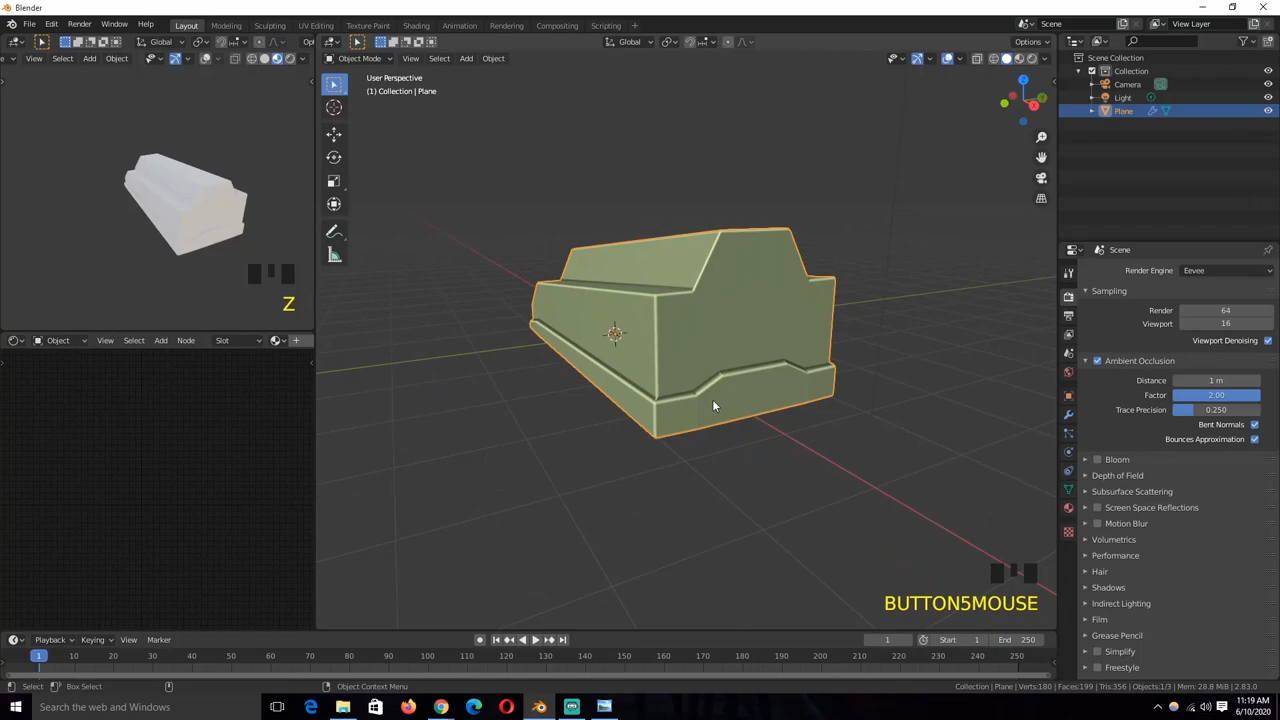 Blender
File Edit Render Window Help Layout Modeling Sculpting UV Editing Texture Paint Shading Animation Rendering Compositing Scripting + Scene View Layer
Global Op Global Options
View Select Add Object Object Mode View Select Add Object
Scene Collection
Collection
Camera
Light
Plane
User Perspective
(1) Collection | Plane
Z
BUTTON5MOUSE
Scene
Render Engine Eevee
Sampling
Render 64
Viewport 16
Viewport Denoising
Ambient Occlusion
Distance 1 m
Factor 2.00
Trace Precision 0.250
Bent Normals
Bounces Approximation
Bloom
Depth of Field
Subsurface Scattering
Screen Space Reflections
Motion Blur
Volumetrics
Performance
Hair
Shadows
Indirect Lighting
Film
Grease Pencil
Simplify
Freestyle
Object View Select Add Node Slot
Playback Keying View Marker 1 Start 1 End 250
1 10 20 30 40 50 60 70 80 90 100 110 120 130 140 150 160 170 180 190 200 210 220 230 240 250
Select Box Select Object Context Menu Collection | Plane | Verts:180 | Faces:199 | Tris:356 | Objects:1/3 | Mem: 28.8 MiB | 2.83.0
Search the web and Windows
11:19 AM
6/10/2020